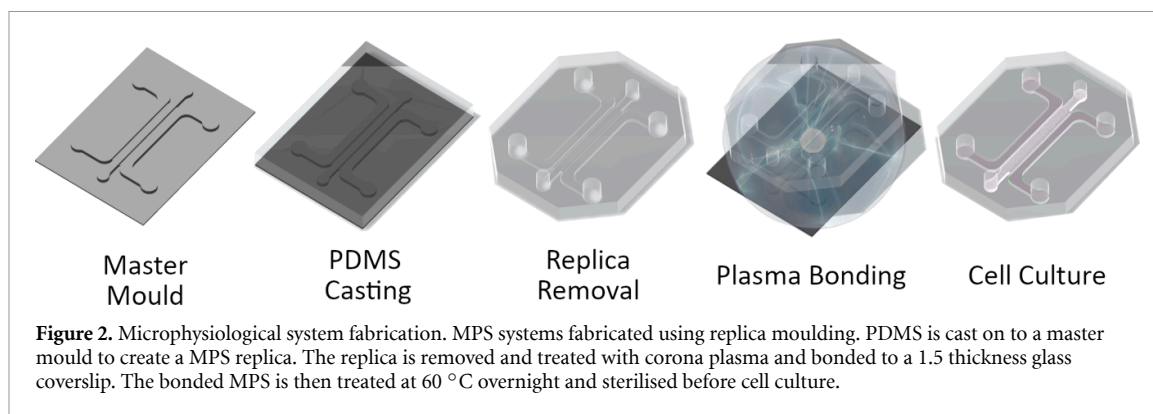 Master
Mould
PDMS
Casting
Replica
Removal
Plasma Bonding
Cell Culture
Figure 2. Microphysiological system fabrication. MPS systems fabricated using replica moulding. PDMS is cast on to a master
mould to create a MPS replica. The replica is removed and treated with corona plasma and bonded to a 1.5 thickness glass
coverslip. The bonded MPS is then treated at 60 °C overnight and sterilised before cell culture.